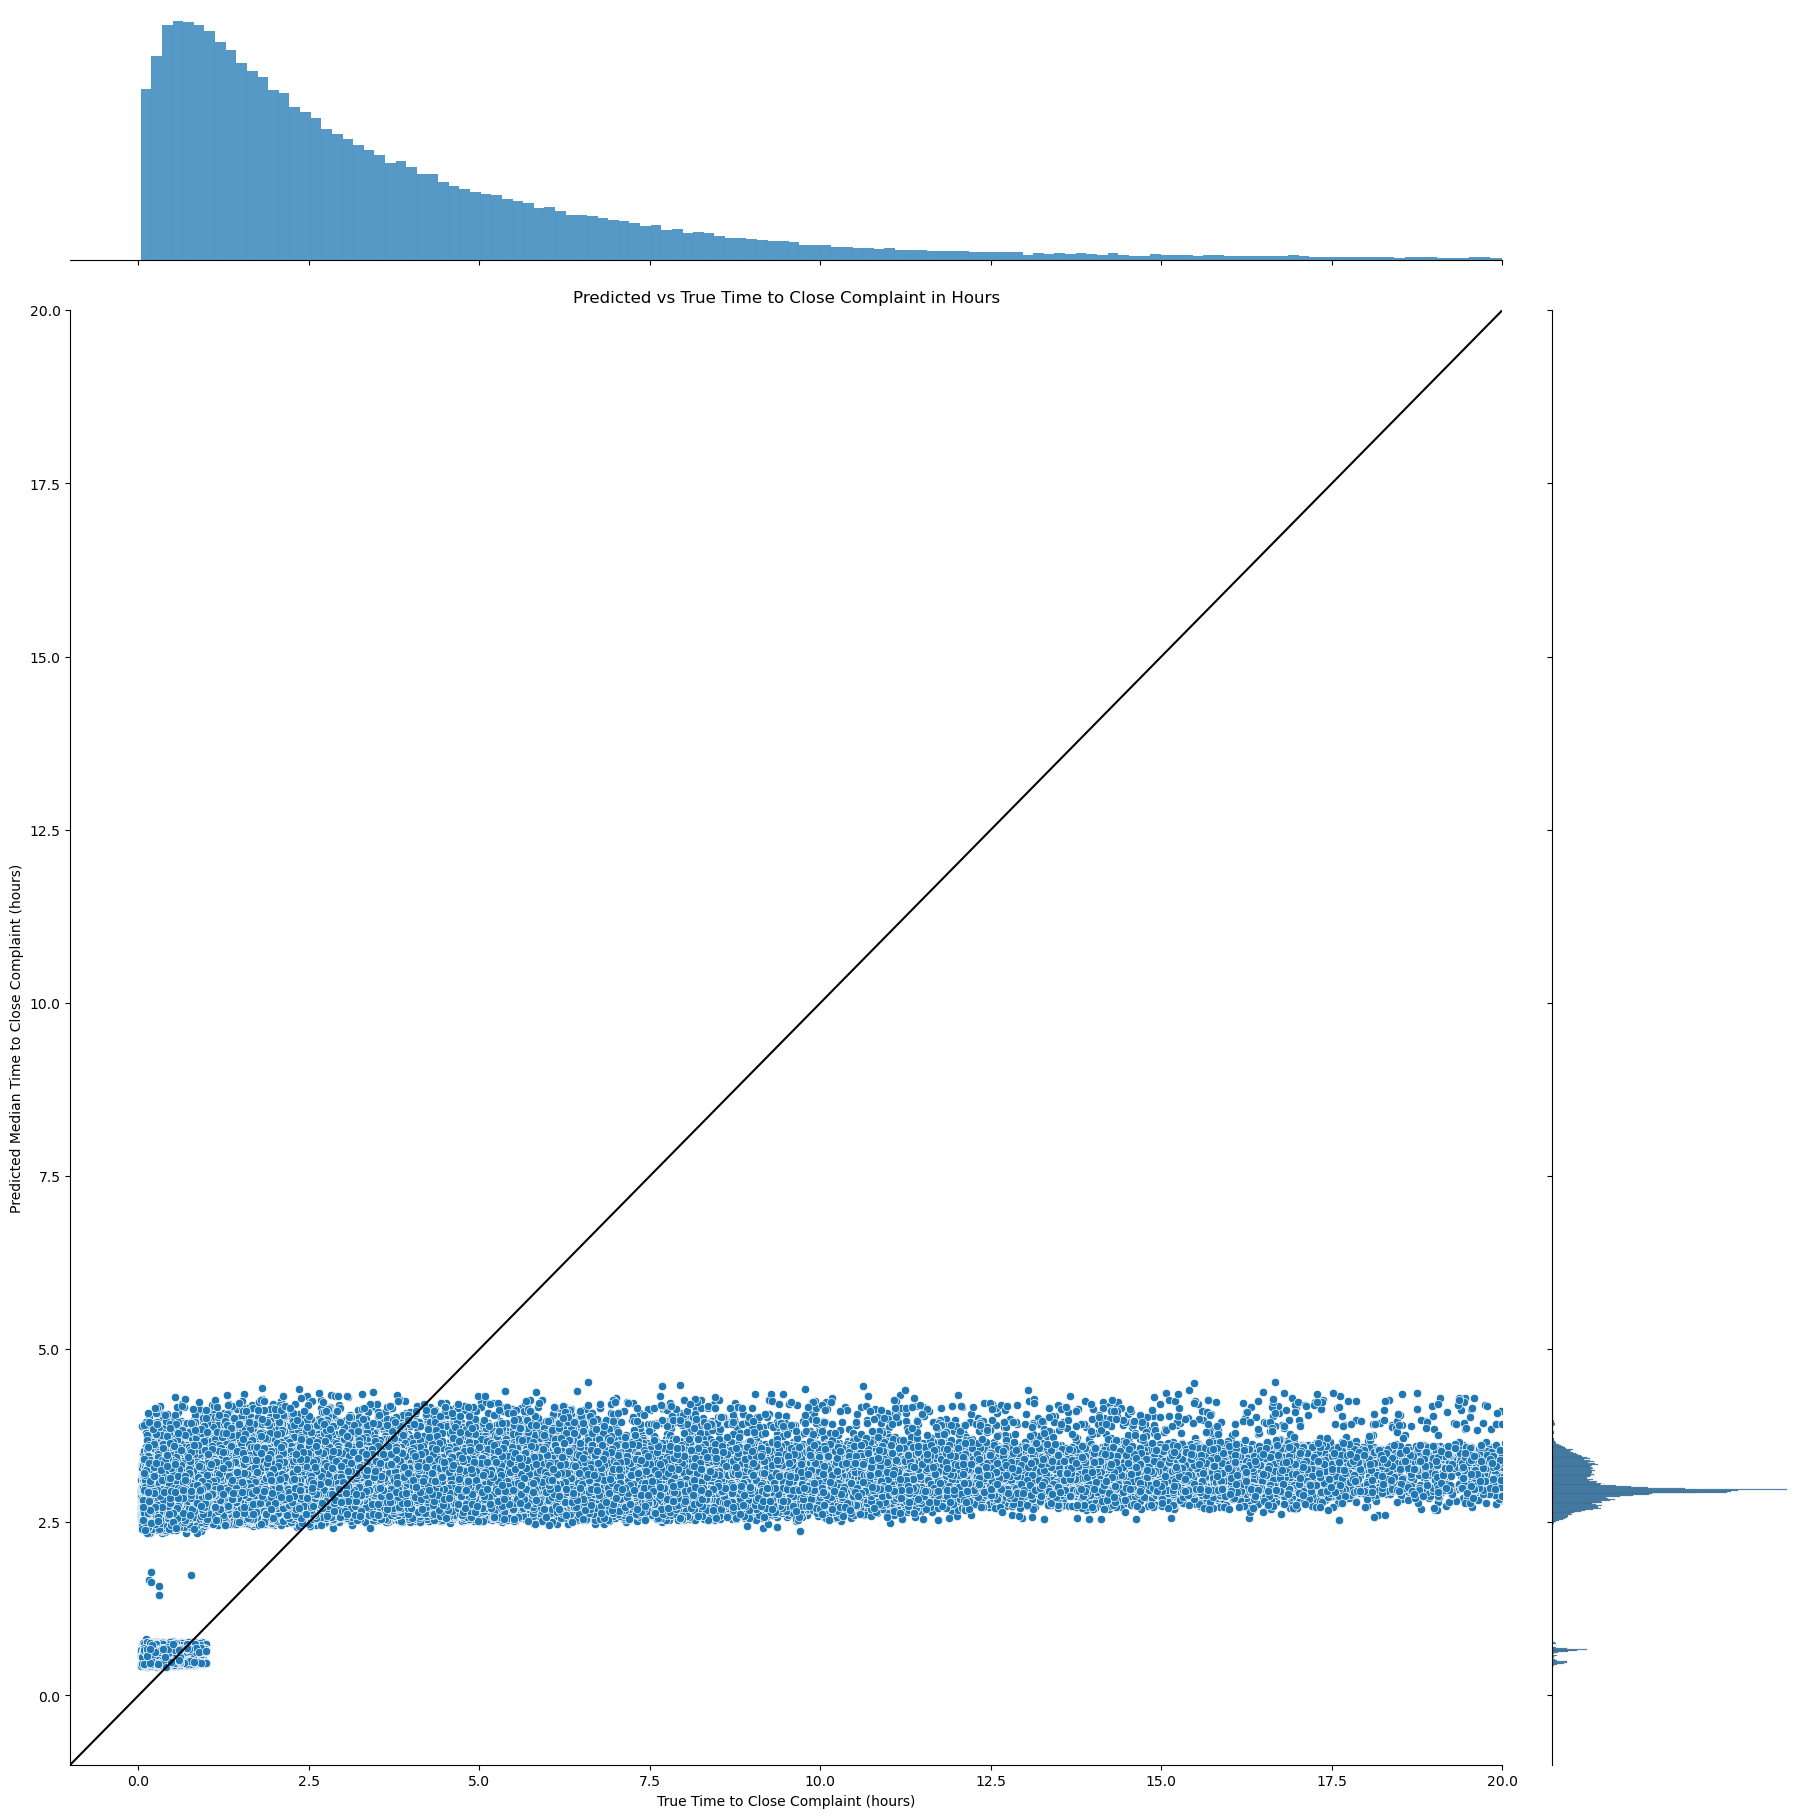 Predicted vs True Time to Close Complaint in Hours
20.0
17.5
15.0
12.5
10.0
7.5
5.0
2.5
0.0
Predicted Median Time to Close Complaint (hours)
0.0 2.5 5.0 7.5 10.0 12.5 15.0 17.5 20.0
True Time to Close Complaint (hours)